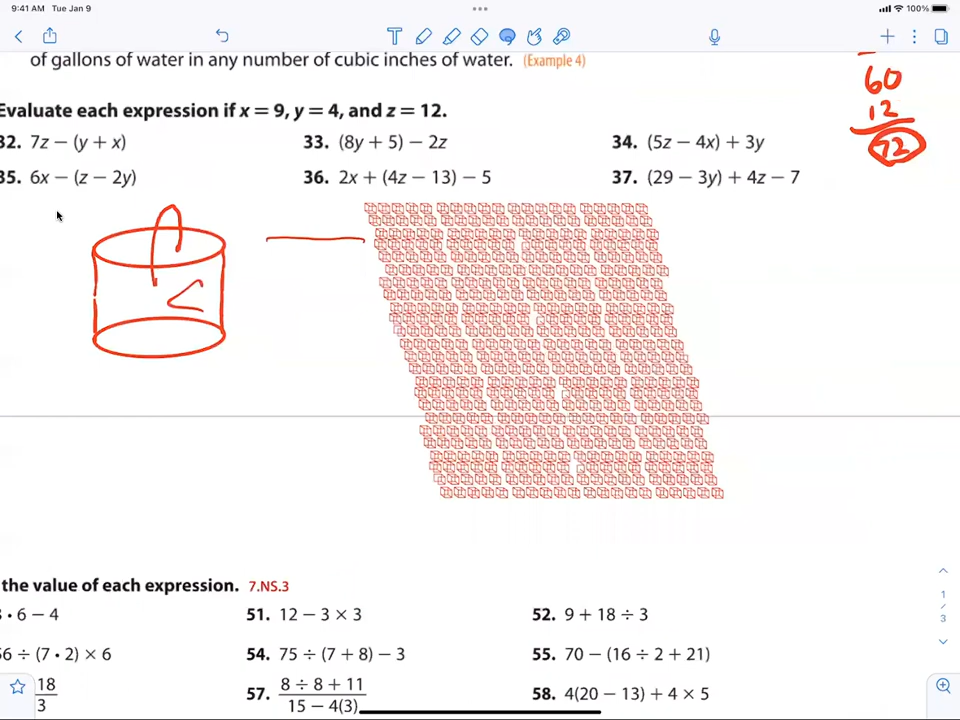 9:41 AM Tue Jan 9
100%
of gallons of water in any number of cubic inches of water. (Example 4)
60
12
72
Evaluate each expression if x = 9, y = 4, and z = 12.
32. 7z − (y + x)
33. (8y + 5) − 2z
34. (5z − 4x) + 3y
35. 6x − (z − 2y)
36. 2x + (4z − 13) − 5
37. (29 − 3y) + 4z − 7
<
the value of each expression. 7.NS.3
• 6 − 4
51. 12 − 3 × 3
52. 9 + 18 ÷ 3
56 ÷ (7 • 2) × 6
54. 75 ÷ (7 + 8) − 3
55. 70 − (16 ÷ 2 + 21)
18
3
57. 8 ÷ 8 + 11
15 − 4(3)
58. 4(20 − 13) + 4 × 5
1
/
3